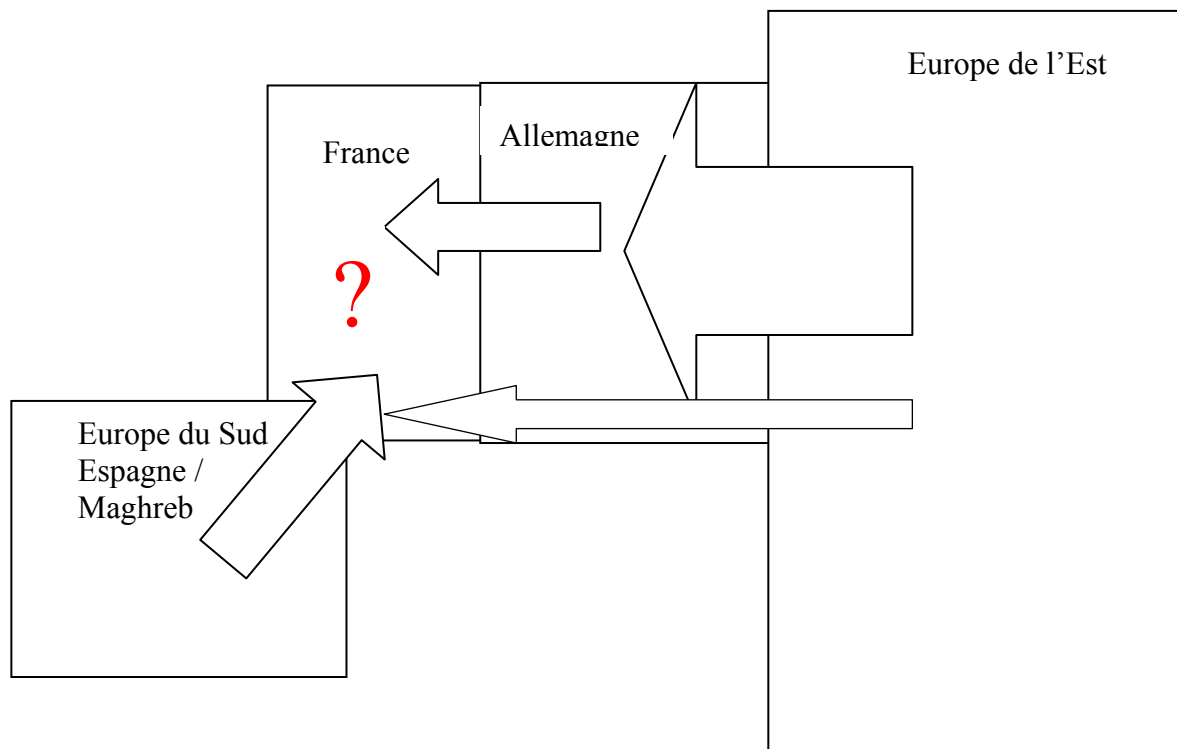 Europe de l’Est
Allemagne
France
?
Europe du Sud
Espagne /
Maghreb